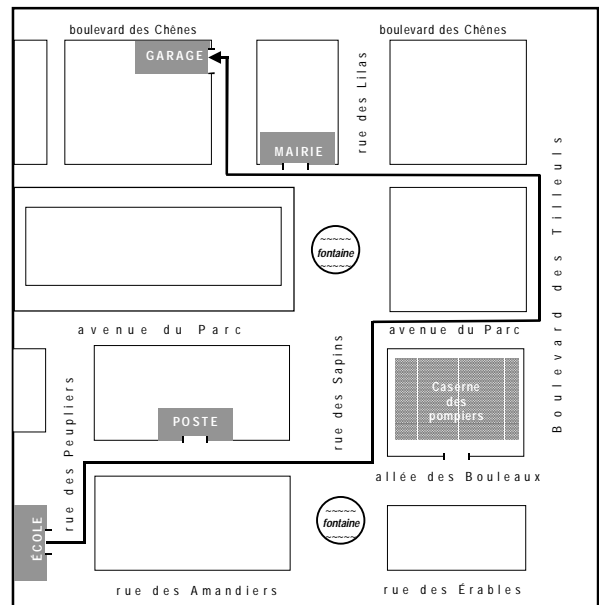 boulevard des Chênes
boulevard des Chênes
GARAGE
rue des Lilas
MAIRIE
Boulevard des Tilleuls
~~~~~
fontaine
~~~~~
avenue du Parc
rue des Sapins
avenue du Parc
rue des Peupliers
Caserne
des
pompiers
POSTE
allée des Bouleaux
ÉCOLE
~~~~~
fontaine
~~~~~
rue des Amandiers
rue des Érables